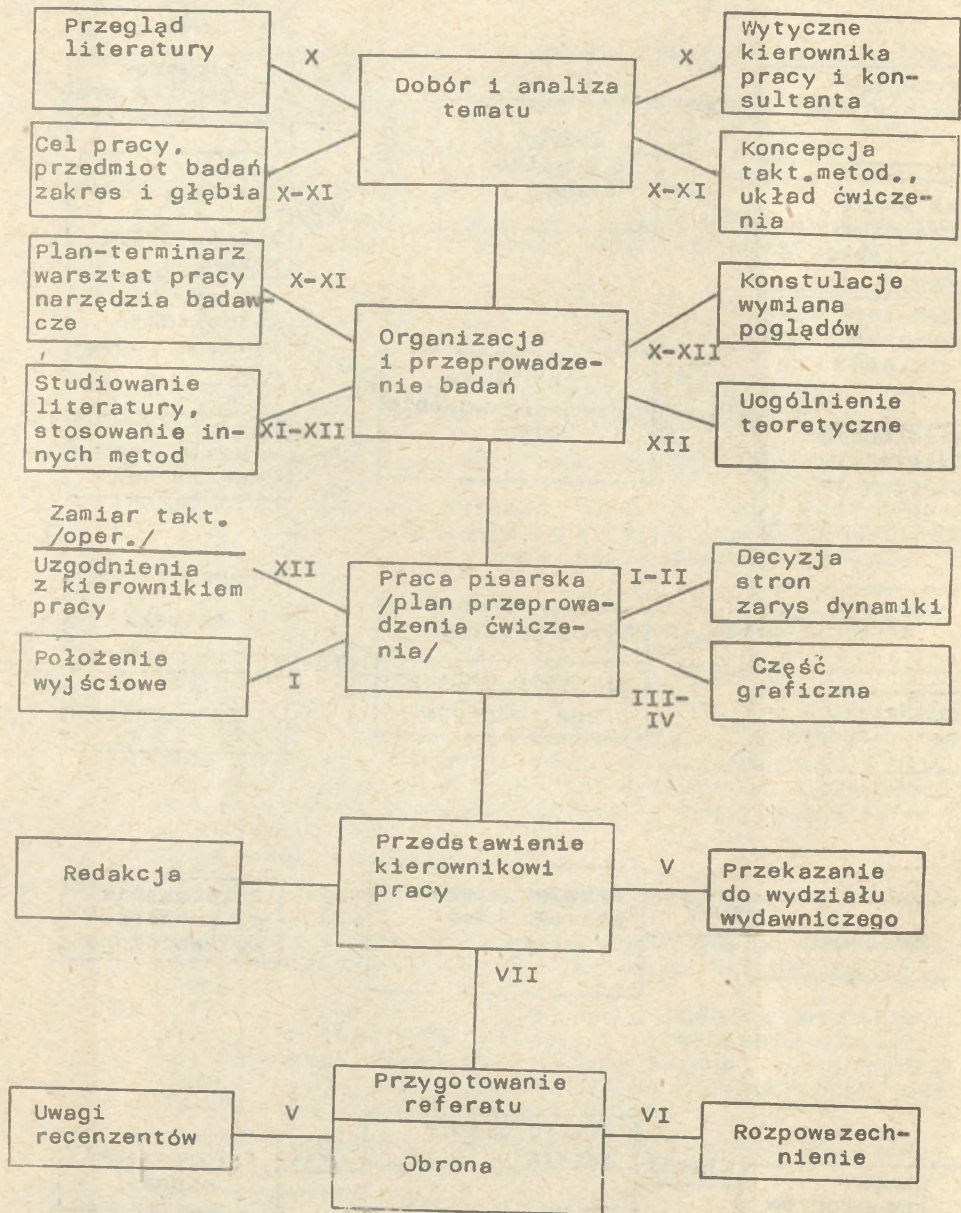 Przegląd
literatury
X
Dobór i analiza
tematu
X
Wytyczne
kierownika
pracy i kon-
sultanta
Cel pracy,
przedmiot badań
zakres i głębia
X-XI
X-XI
Koncepcja
takt.metod.,
układ ćwicze-
nia
Plan-terminarz
warsztat pracy
narzędzia badaw-
cze
X-XI
Organizacja
i przeprowadze-
nie badań
X-XII
Konstulacje
wymiana
poglądów
Studiowanie
literatury,
stosowanie in-
nych metod
XI-XII
XII
Uogólnienie
teoretyczne
Zamiar takt.
/oper./
Uzgodnienia
z kierownikiem
pracy
XII
Praca pisarska
/plan przeprowa-
dzenia ćwicze-
nia/
I-II
Decyzja
stron
zarys dynamiki
Położenie
wyjściowe
I
III-
IV
Część
graficzna
Redakcja
Przedstawienie
kierownikowi
pracy
V
Przekazanie
do wydziału
wydawniczego
VII
Uwagi
recenzentów
V
Przygotowanie
referatu
Obrona
VI
Rozpowszech-
nienie